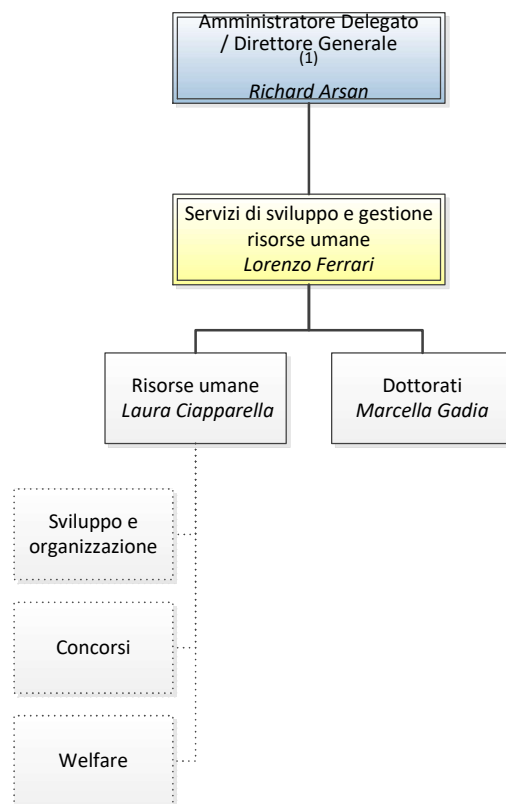 Amministratore Delegato
/ Direttore Generale
(1)
Richard Arsan
Servizi di sviluppo e gestione
risorse umane
Lorenzo Ferrari
Risorse umane
Laura Ciapparella
Dottorati
Marcella Gadia
Sviluppo e
organizzazione
Concorsi
Welfare